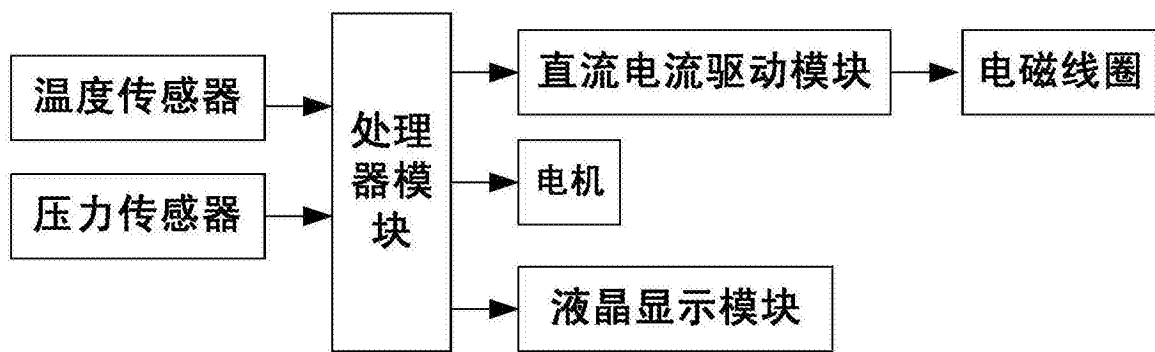 温度传感器
压力传感器
处理
器模
块
直流电流驱动模块
电磁线圈
电机
液晶显示模块